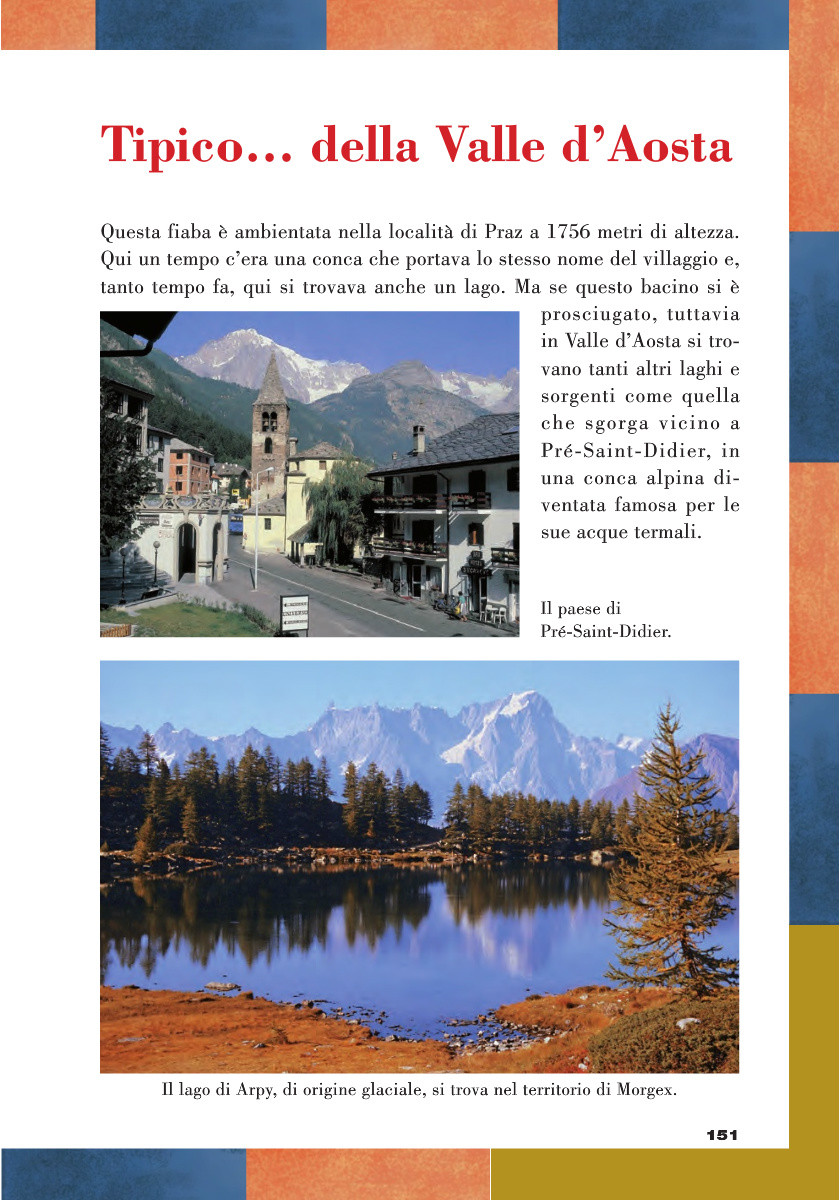 Tipico... della Valle d'Aosta
Questa fiaba è ambientata nella località di Praz a 1756 metri di altezza.
Qui un tempo c'era una conca che portava lo stesso nome del villaggio e,
tanto tempo fa, qui si trovava anche un lago. Ma se questo bacino si è
prosciugato, tuttavia
in Valle d'Aosta si tro-
vano tanti altri laghi e
sorgenti come quella
che sgorga vicino a
Pré-Saint-Didier, in
una conca alpina di-
ventata famosa per le
sue acque termali.
Il paese di
Pré-Saint-Didier.
UNIVERSO
Il lago di Arpy, di origine glaciale, si trova nel territorio di Morgex.
151